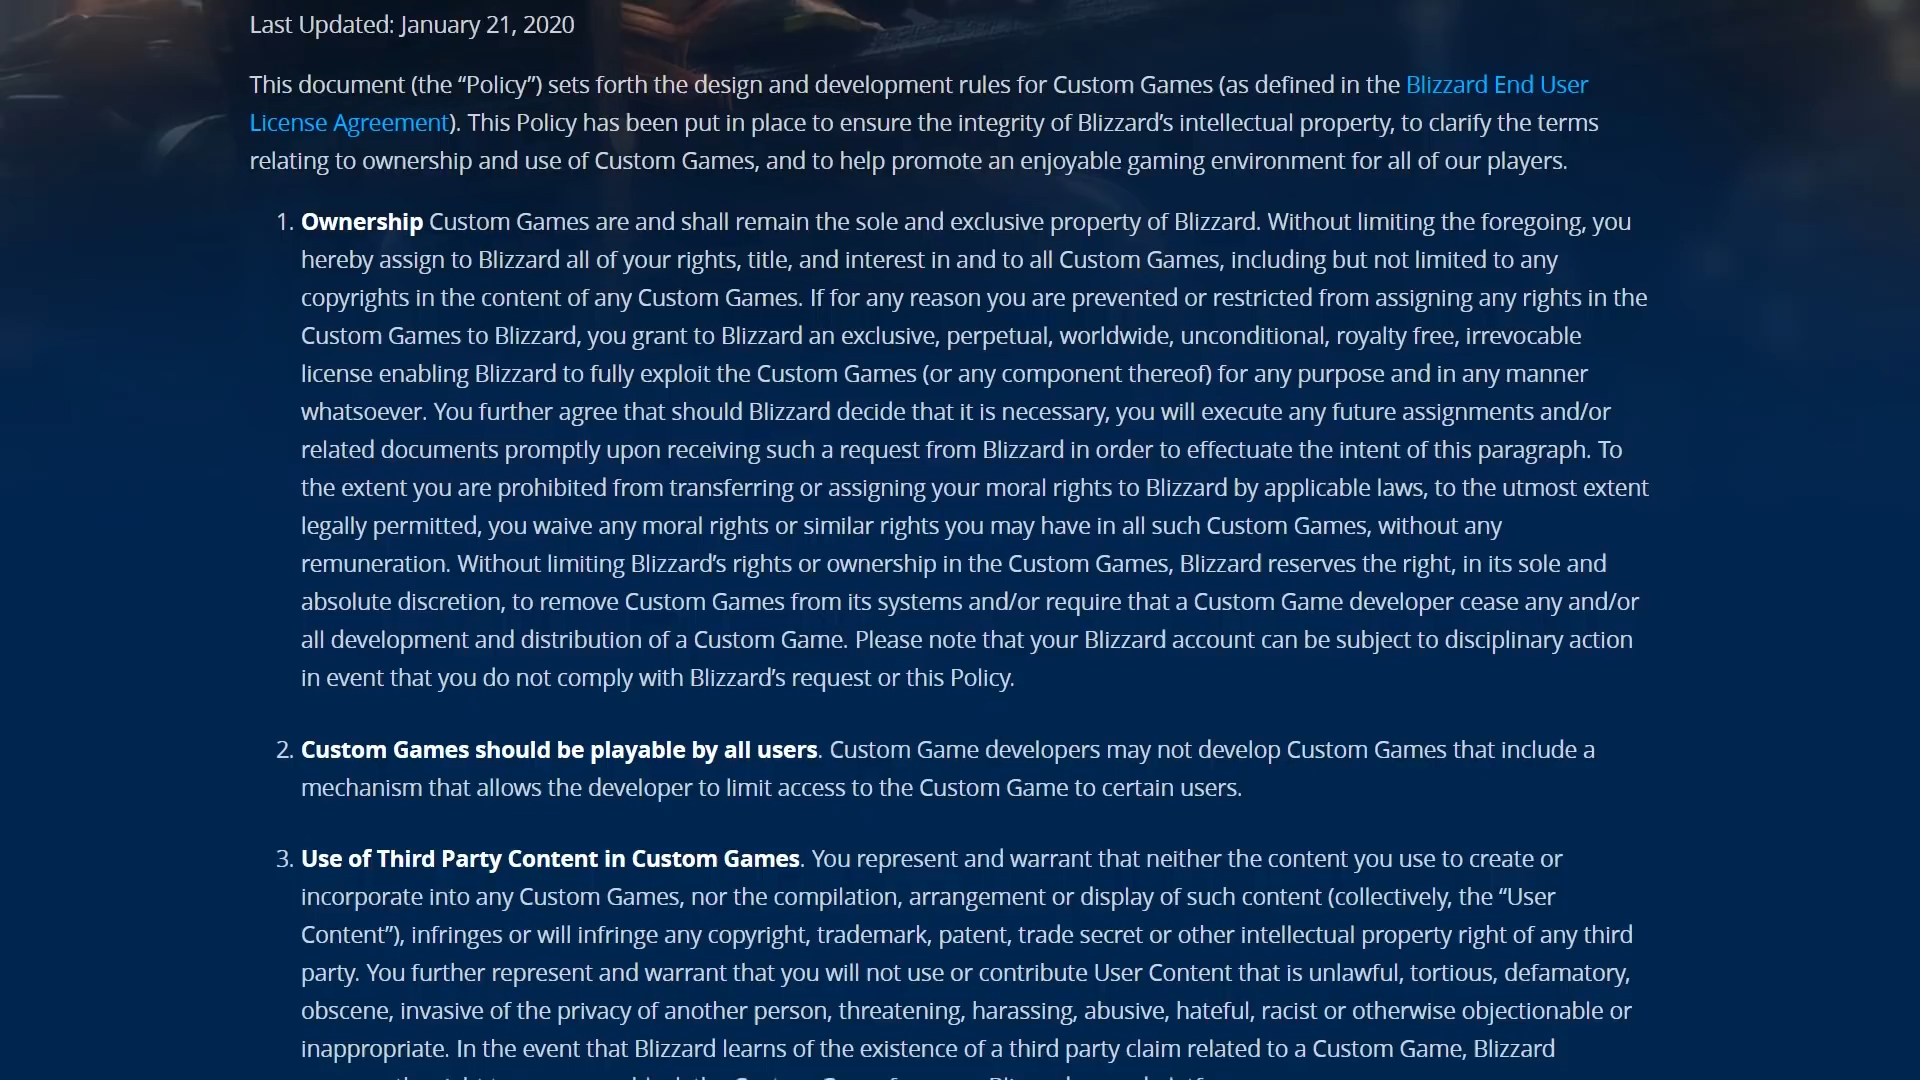 Last Updated: January 21, 2020
This document (the “Policy”) sets forth the design and development rules for Custom Games (as defined in the Blizzard End User
License Agreement). This Policy has been put in place to ensure the integrity of Blizzard’s intellectual property, to clarify the terms
relating to ownership and use of Custom Games, and to help promote an enjoyable gaming environment for all of our players.
1. Ownership Custom Games are and shall remain the sole and exclusive property of Blizzard. Without limiting the foregoing, you
hereby assign to Blizzard all of your rights, title, and interest in and to all Custom Games, including but not limited to any
copyrights in the content of any Custom Games. If for any reason you are prevented or restricted from assigning any rights in the
Custom Games to Blizzard, you grant to Blizzard an exclusive, perpetual, worldwide, unconditional, royalty free, irrevocable
license enabling Blizzard to fully exploit the Custom Games (or any component thereof) for any purpose and in any manner
whatsoever. You further agree that should Blizzard decide that it is necessary, you will execute any future assignments and/or
related documents promptly upon receiving such a request from Blizzard in order to effectuate the intent of this paragraph. To
the extent you are prohibited from transferring or assigning your moral rights to Blizzard by applicable laws, to the utmost extent
legally permitted, you waive any moral rights or similar rights you may have in all such Custom Games, without any
remuneration. Without limiting Blizzard’s rights or ownership in the Custom Games, Blizzard reserves the right, in its sole and
absolute discretion, to remove Custom Games from its systems and/or require that a Custom Game developer cease any and/or
all development and distribution of a Custom Game. Please note that your Blizzard account can be subject to disciplinary action
in event that you do not comply with Blizzard’s request or this Policy.
2. Custom Games should be playable by all users. Custom Game developers may not develop Custom Games that include a
mechanism that allows the developer to limit access to the Custom Game to certain users.
3. Use of Third Party Content in Custom Games. You represent and warrant that neither the content you use to create or
incorporate into any Custom Games, nor the compilation, arrangement or display of such content (collectively, the “User
Content”), infringes or will infringe any copyright, trademark, patent, trade secret or other intellectual property right of any third
party. You further represent and warrant that you will not use or contribute User Content that is unlawful, tortious, defamatory,
obscene, invasive of the privacy of another person, threatening, harassing, abusive, hateful, racist or otherwise objectionable or
inappropriate. In the event that Blizzard learns of the existence of a third party claim related to a Custom Game, Blizzard